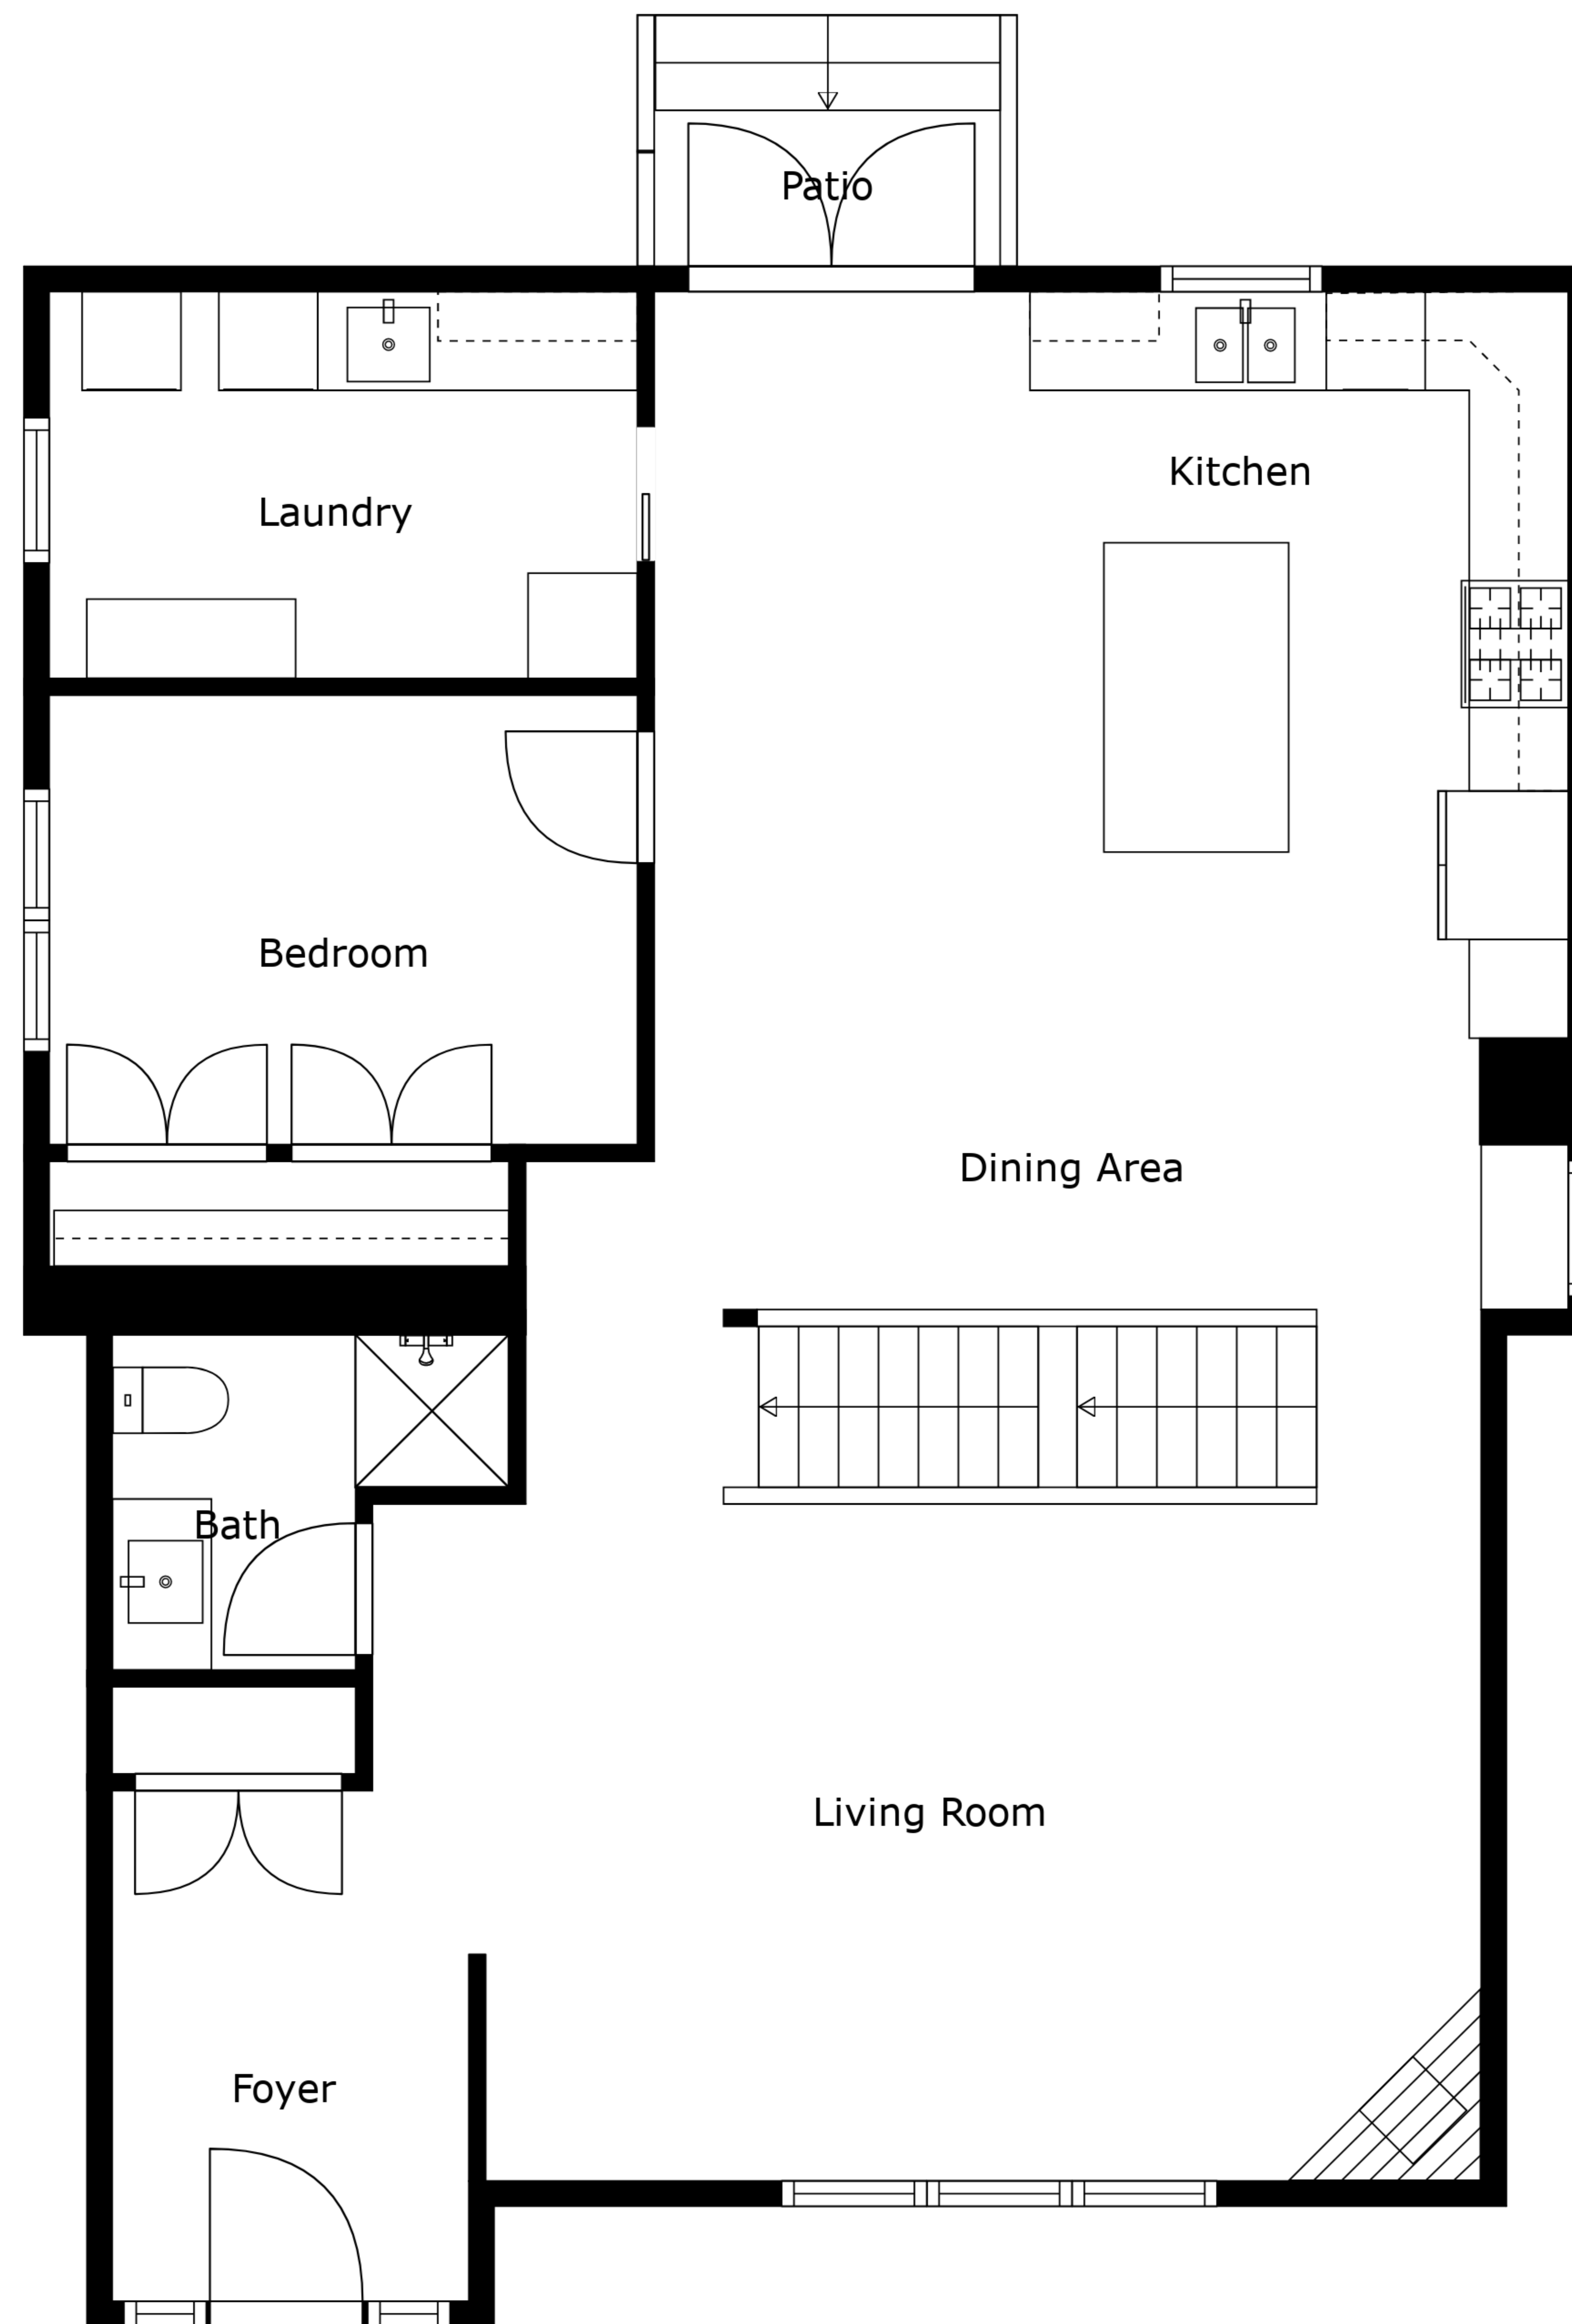 Patio
Kitchen
Laundry
Bedroom
Dining Area
Bath
Living Room
Foyer